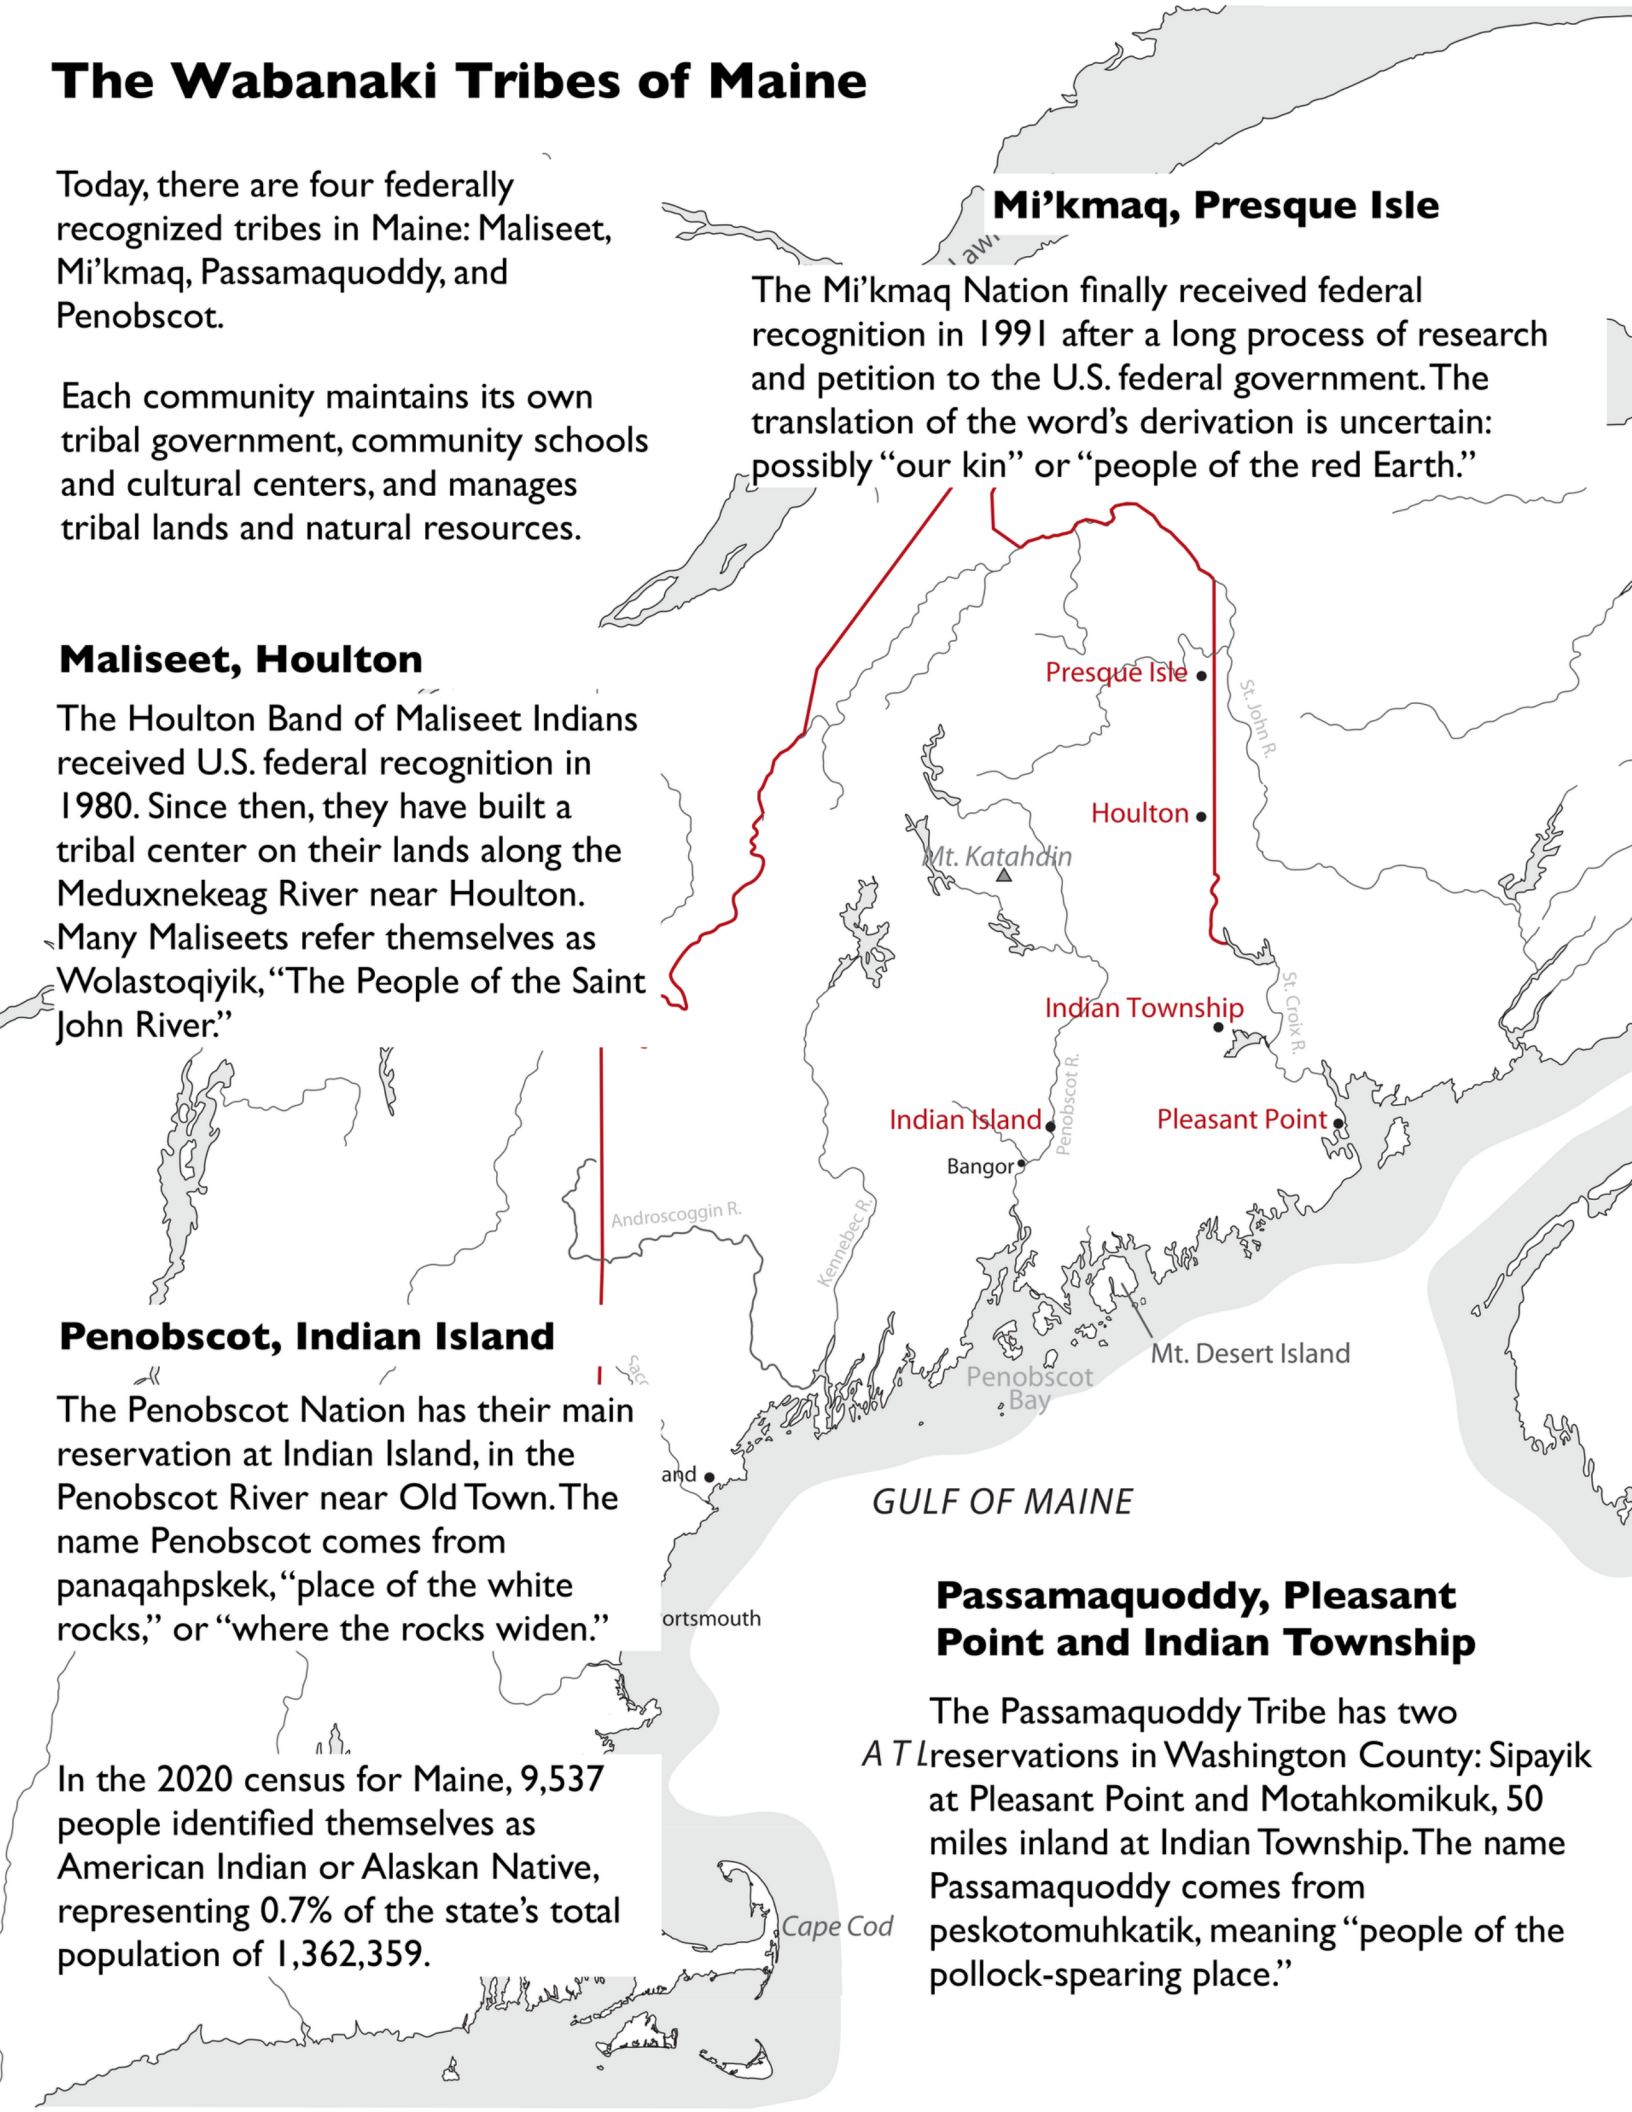 The Wabanaki Tribes of Maine
Today, there are four federally
recognized tribes in Maine: Maliseet,
Mi’kmaq, Passamaquoddy, and
Penobscot.
Each community maintains its own
tribal government, community schools
and cultural centers, and manages
tribal lands and natural resources.
Mi’kmaq, Presque Isle
The Mi’kmaq Nation finally received federal
recognition in 1991 after a long process of research
and petition to the U.S. federal government. The
translation of the word’s derivation is uncertain:
possibly “our kin” or “people of the red Earth.”
Maliseet, Houlton
The Houlton Band of Maliseet Indians
received U.S. federal recognition in
1980. Since then, they have built a
tribal center on their lands along the
Meduxnekeag River near Houlton.
Many Maliseets refer themselves as
Wolastoqiyik, “The People of the Saint
John River.”
Presque Isle
St. John R.
Houlton
Mt. Katahdin
Indian Township
St. Croix R.
Penobscot R.
Indian Island
Pleasant Point
Bangor
Androscoggin R.
Kennebec R.
Mt. Desert Island
Penobscot
Bay
Penobscot, Indian Island
The Penobscot Nation has their main
reservation at Indian Island, in the
Penobscot River near Old Town. The
name Penobscot comes from
panaqahpskek, “place of the white
rocks,” or “where the rocks widen.”
and
GULF OF MAINE
ortsmouth
In the 2020 census for Maine, 9,537
people identified themselves as
American Indian or Alaskan Native,
representing 0.7% of the state’s total
population of 1,362,359.
Passamaquoddy, Pleasant
Point and Indian Township
The Passamaquoddy Tribe has two
ATL reservations in Washington County: Sipayik
at Pleasant Point and Motahkomikuk, 50
miles inland at Indian Township. The name
Passamaquoddy comes from
peskotomuhkatik, meaning “people of the
pollock-spearing place.”
Cape Cod